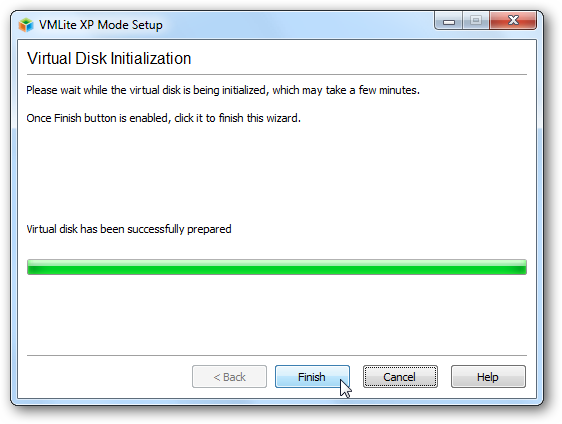 VMLite XP Mode Setup
Virtual Disk Initialization
Please wait while the virtual disk is being initialized, which may take a few minutes.
Once Finish button is enabled, click it to finish this wizard.
Virtual disk has been successfully prepared
< Back Finish Cancel Help